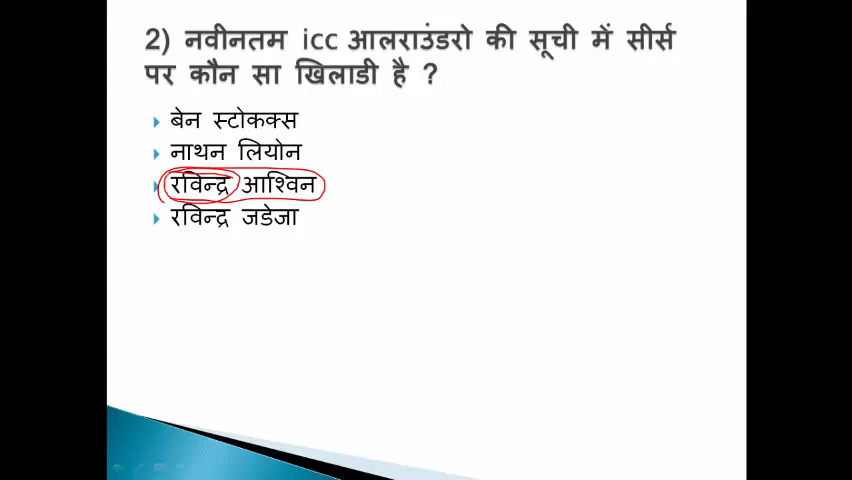 2) नवीनतम icc आलराउंडरो की सूची में सीर्स
पर कौन सा खिलाडी है ?
बेन स्टोकक्स
नाथन लियोन
रविन्द्र आश्विन
रविन्द्र जडेजा